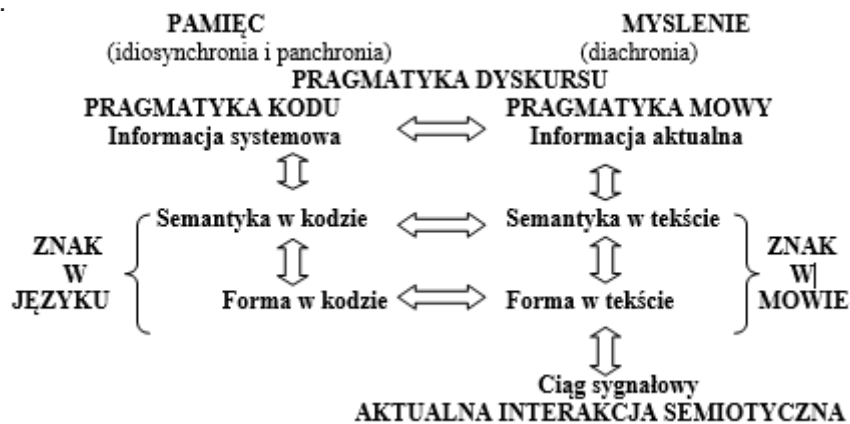 .
PAMIĘC MYSLENIE
(idiosynchronia i panchronia) (diachronia)
PRAGMATYKA DYSKURSU
PRAGMATYKA KODU PRAGMATYKA MOWY
Informacja systemowa Informacja aktualna
Semantyka w kodzie Semantyka w tekście
ZNAK ZNAK
W W
JĘZYKU Forma w kodzie Forma w tekście MOWIE
Ciąg sygnałowy
AKTUALNA INTERAKCJA SEMIOTYCZNA